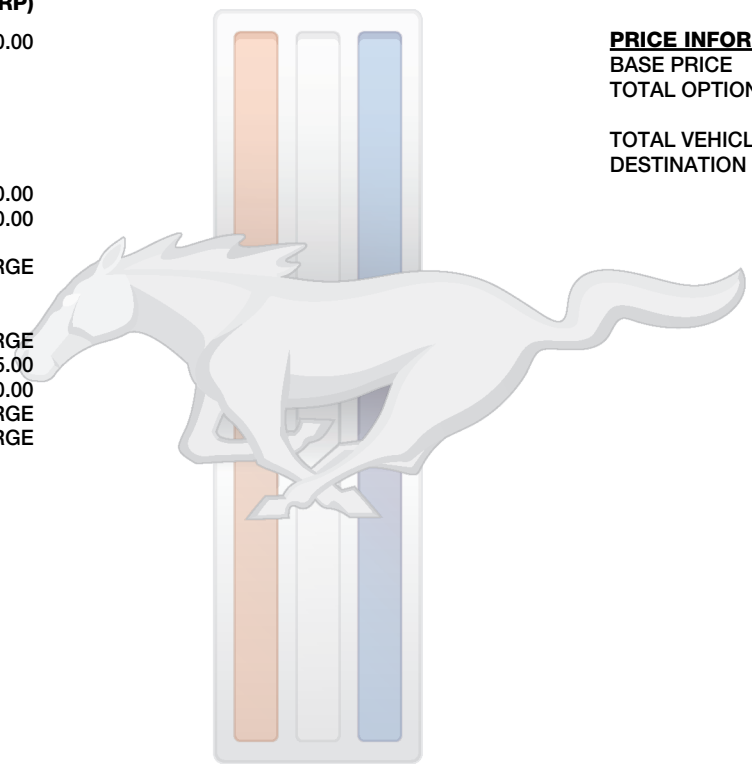 RP)
0.00
0.00
0.00
RGE
RGE
5.00
0.00
RGE
RGE
PRICE INFOR
BASE PRICE
TOTAL OPTION
TOTAL VEHICL
DESTINATION